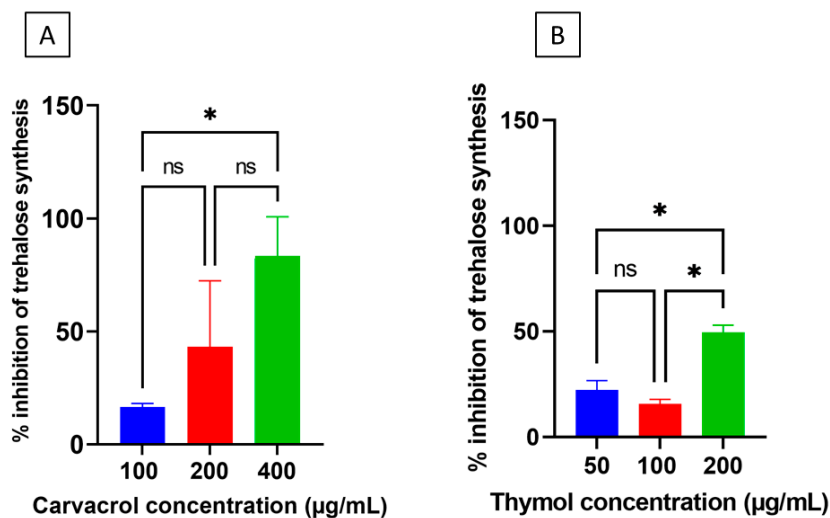 A
% inhibition of trehalose synthesis
150
100
50
0
*
ns
ns
100 200 400
Carvacrol concentration (µg/mL)
B
% inhibition of trehalose synthesis
150
100
50
0
*
ns
*
50 100 200
Thymol concentration (µg/mL)